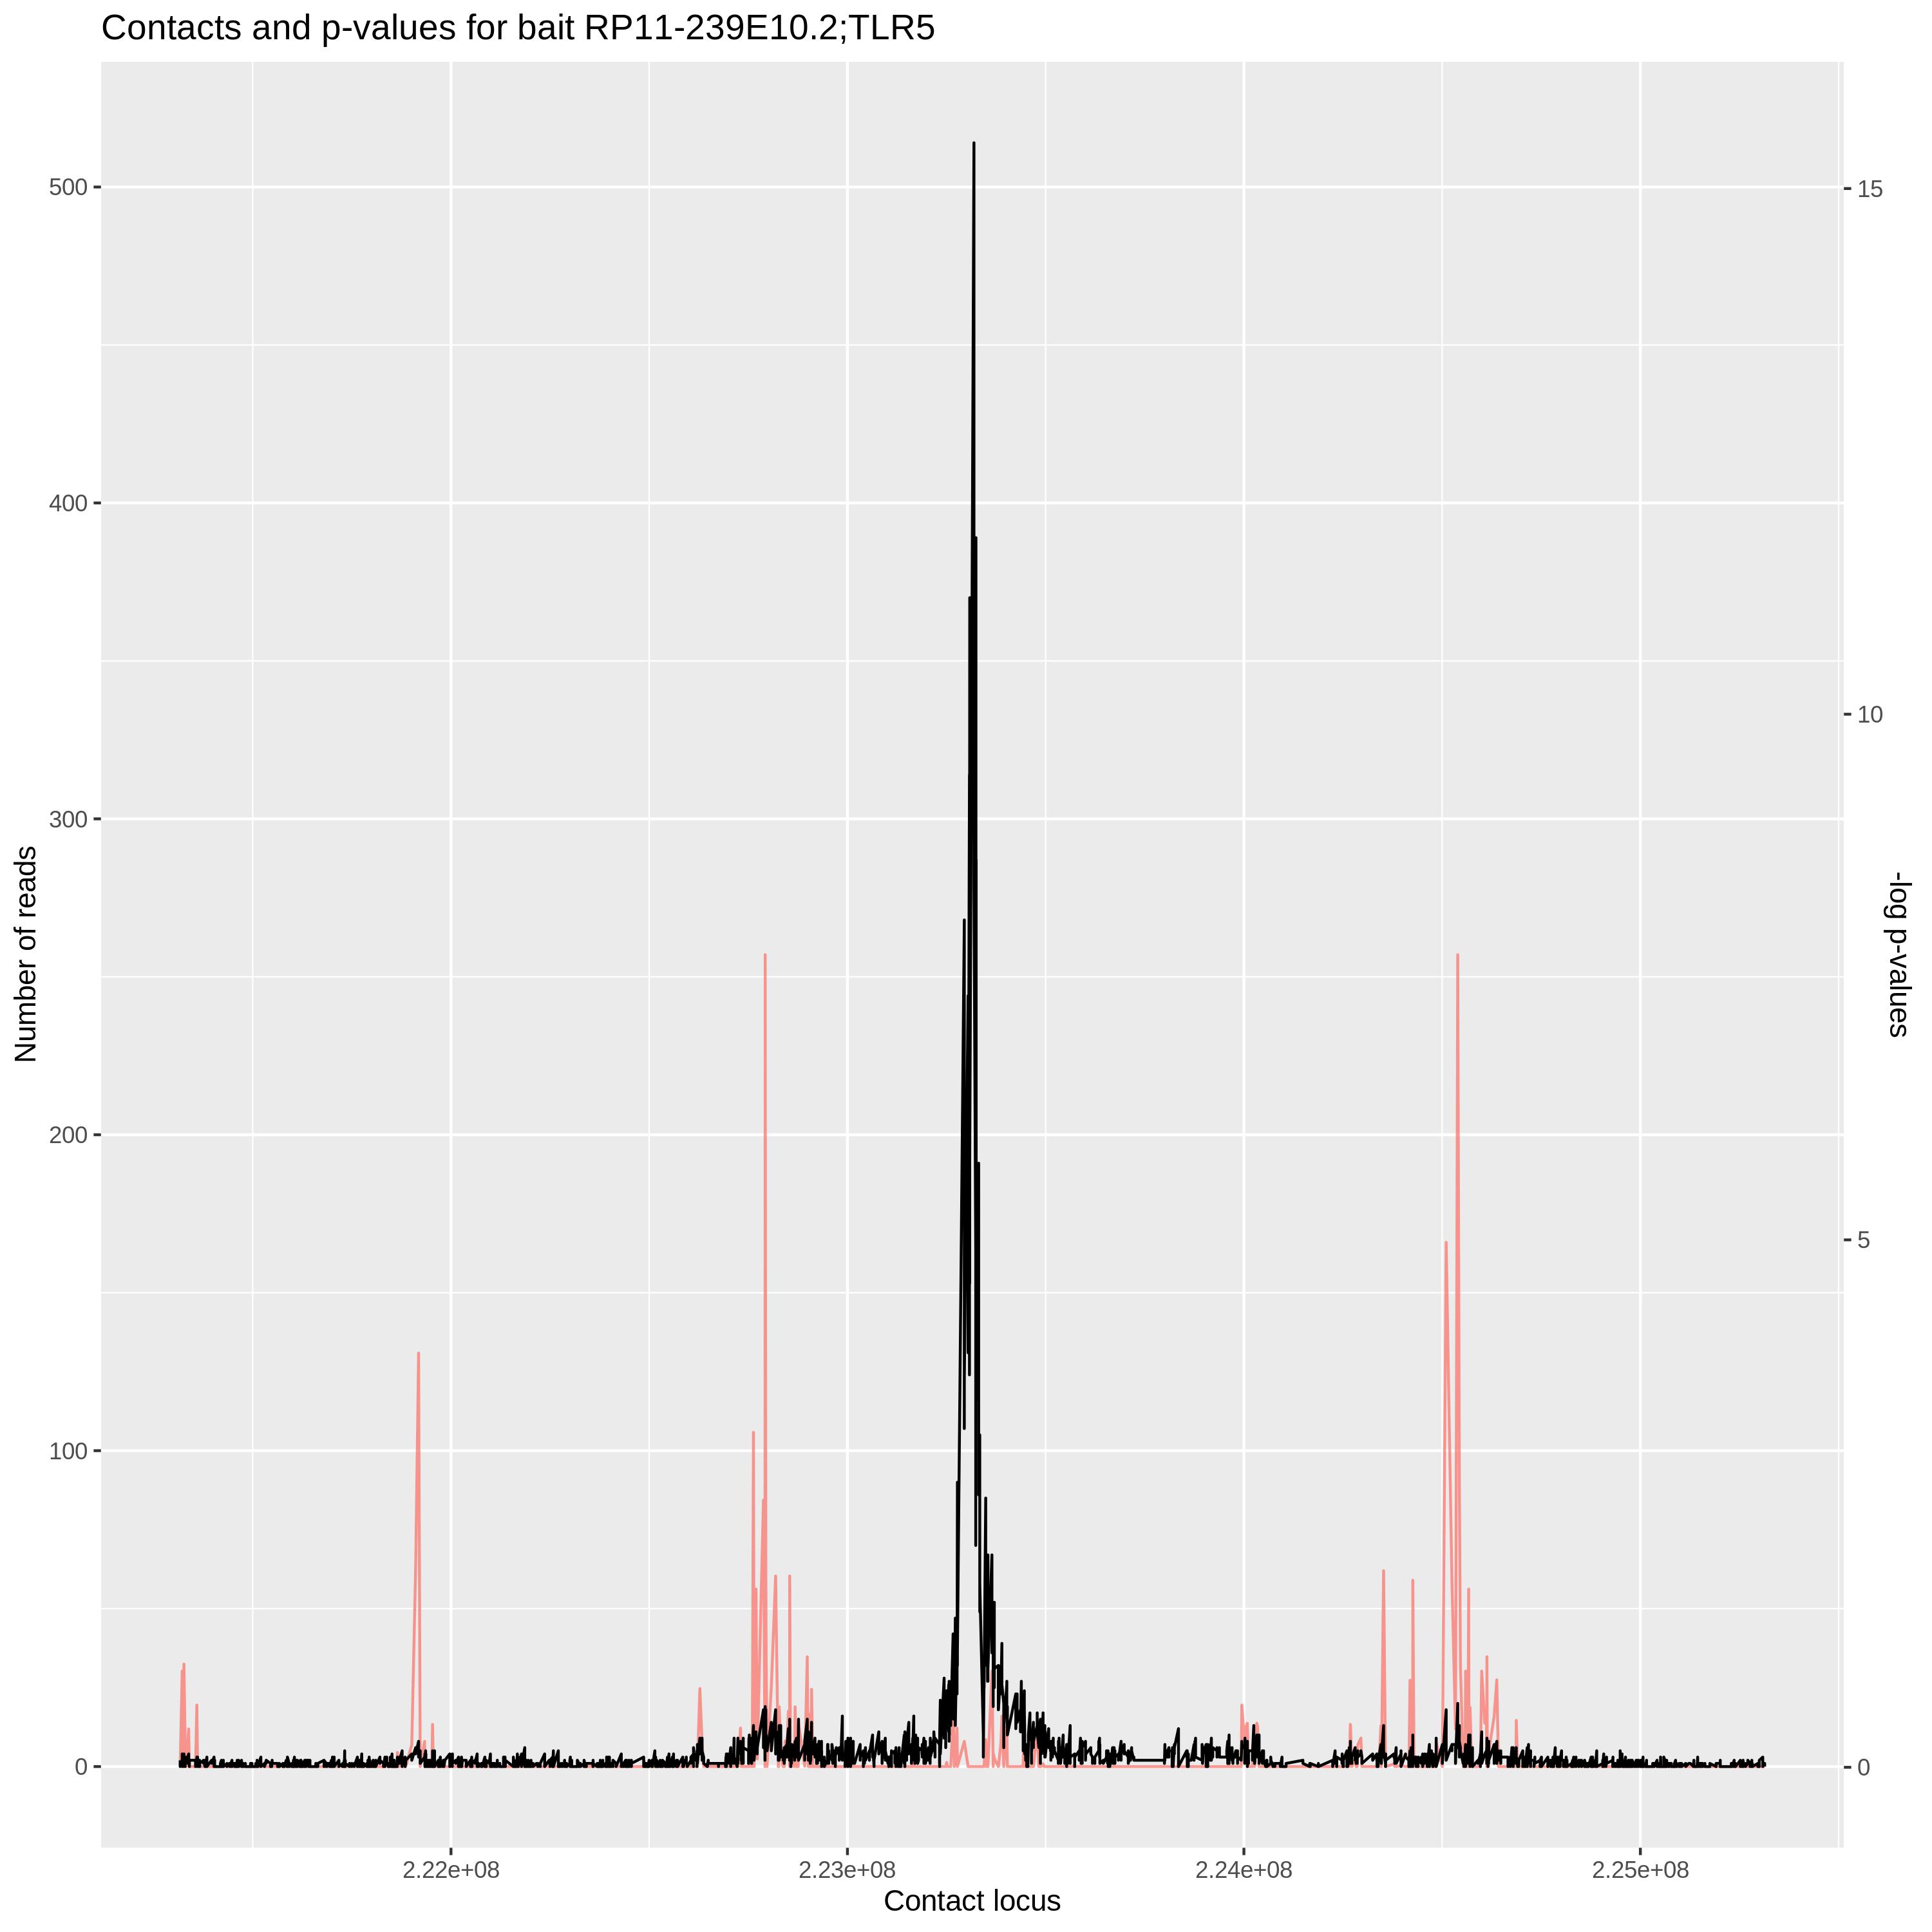 Contacts and p-values for bait RP11-239E10.2;TLR5
500
400
300
200
100
0
Number of reads
15
10
5
0
-log p-values
2.22e+08 2.23e+08 2.24e+08 2.25e+08
Contact locus